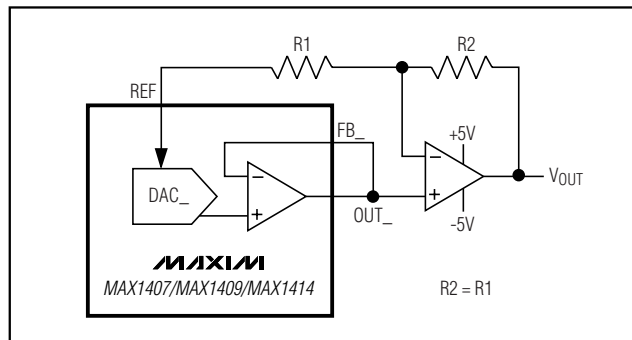 R1
R2
REF
FB_
+5V
−
−
DAC_
+
+
V_OUT
OUT_
-5V
MAXIM
MAX1407/MAX1409/MAX1414
R2 = R1